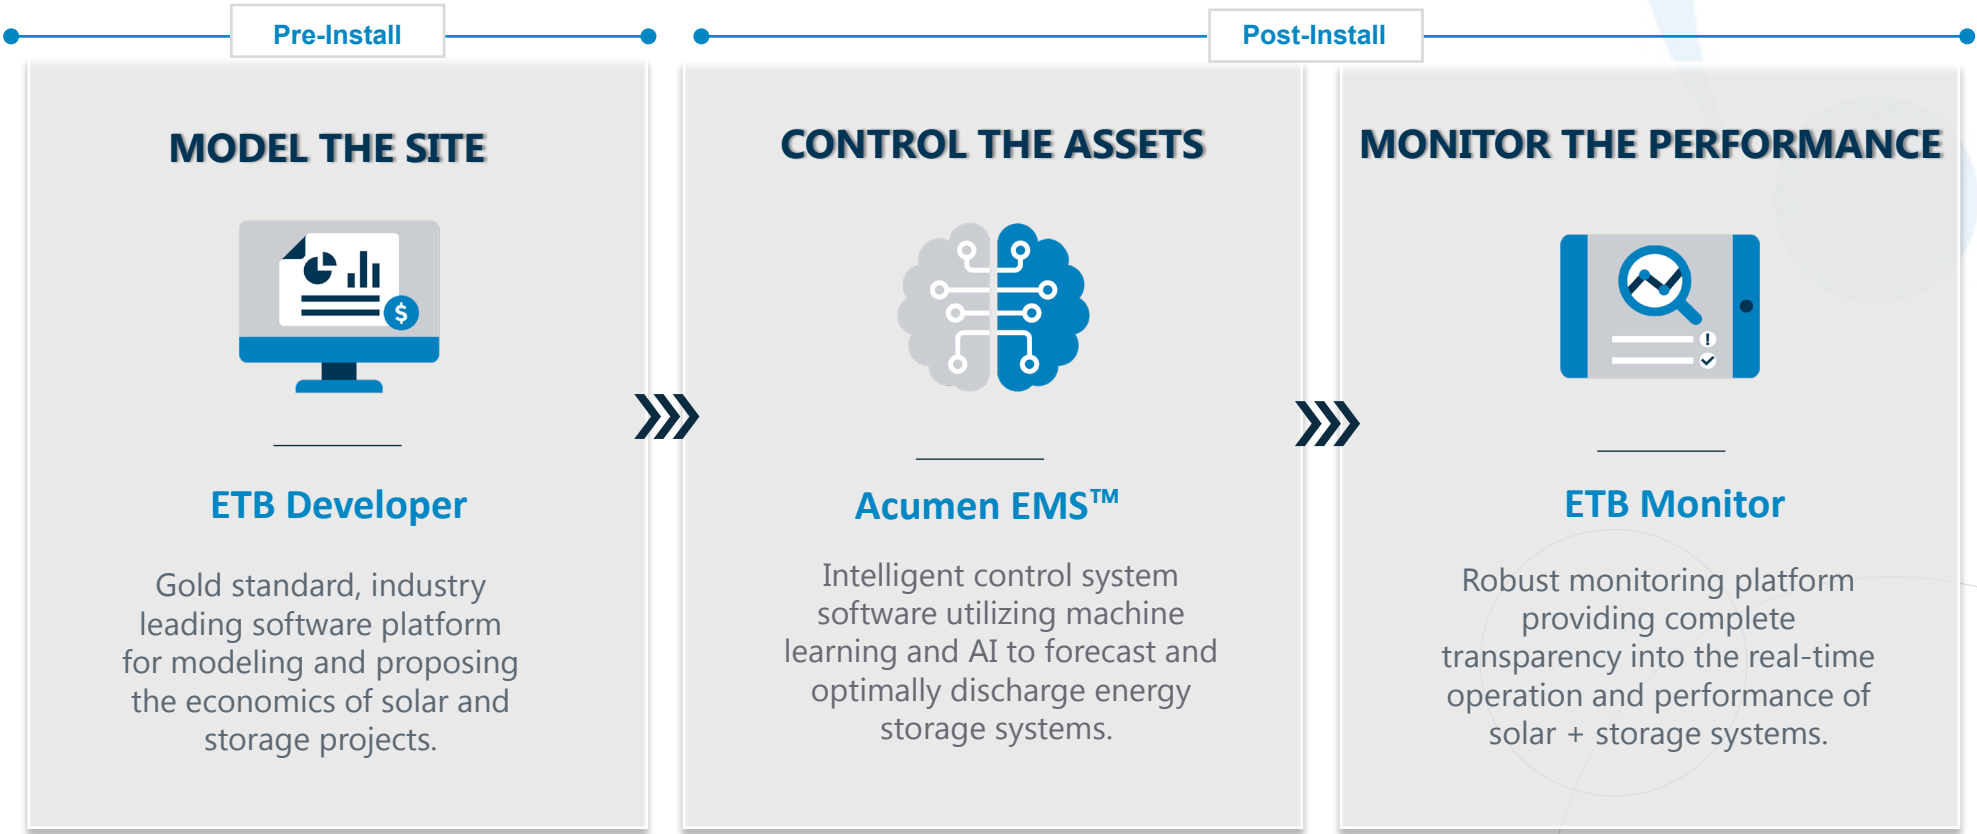 Pre-Install
Post-Install
MODEL THE SITE
$
ETB Developer
Gold standard, industry
leading software platform
for modeling and proposing
the economics of solar and
storage projects.
CONTROL THE ASSETS
Acumen EMS™
Intelligent control system
software utilizing machine
learning and AI to forecast and
optimally discharge energy
storage systems.
MONITOR THE PERFORMANCE
!
ETB Monitor
Robust monitoring platform
providing complete
transparency into the real-time
operation and performance of
solar + storage systems.